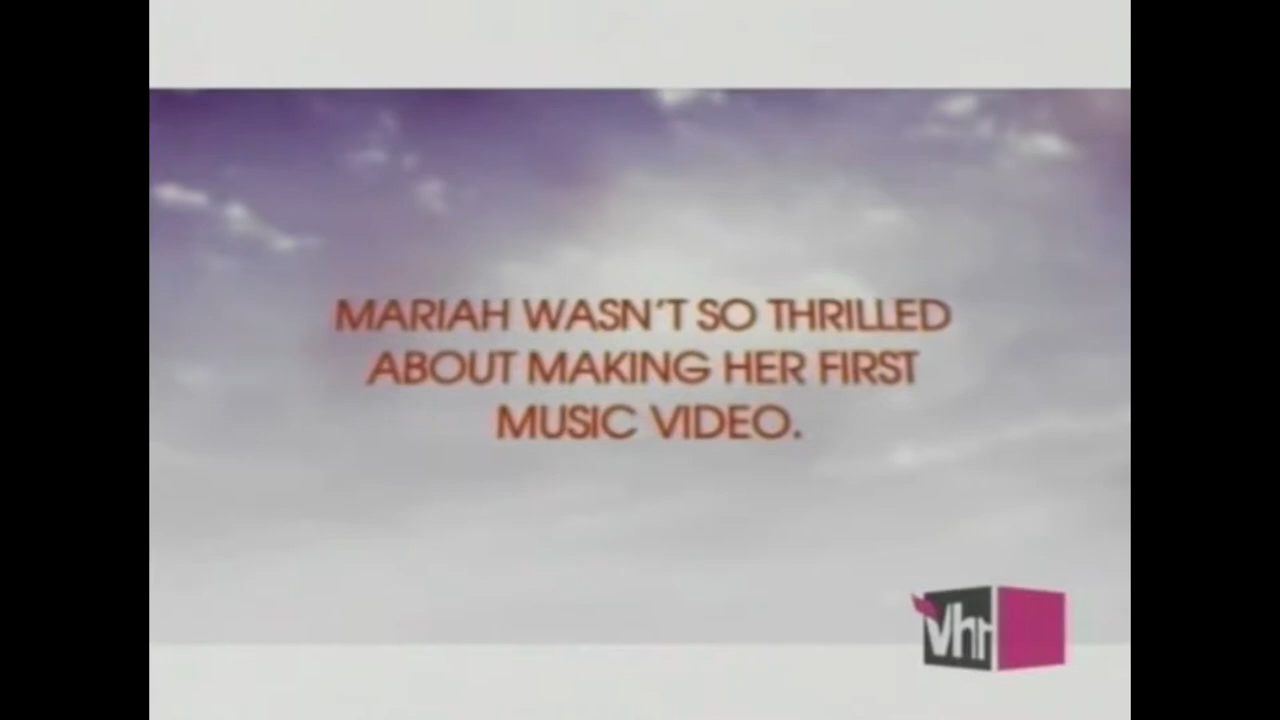 MARIAH WASN'T SO THRILLED
ABOUT MAKING HER FIRST
MUSIC VIDEO.
vh1